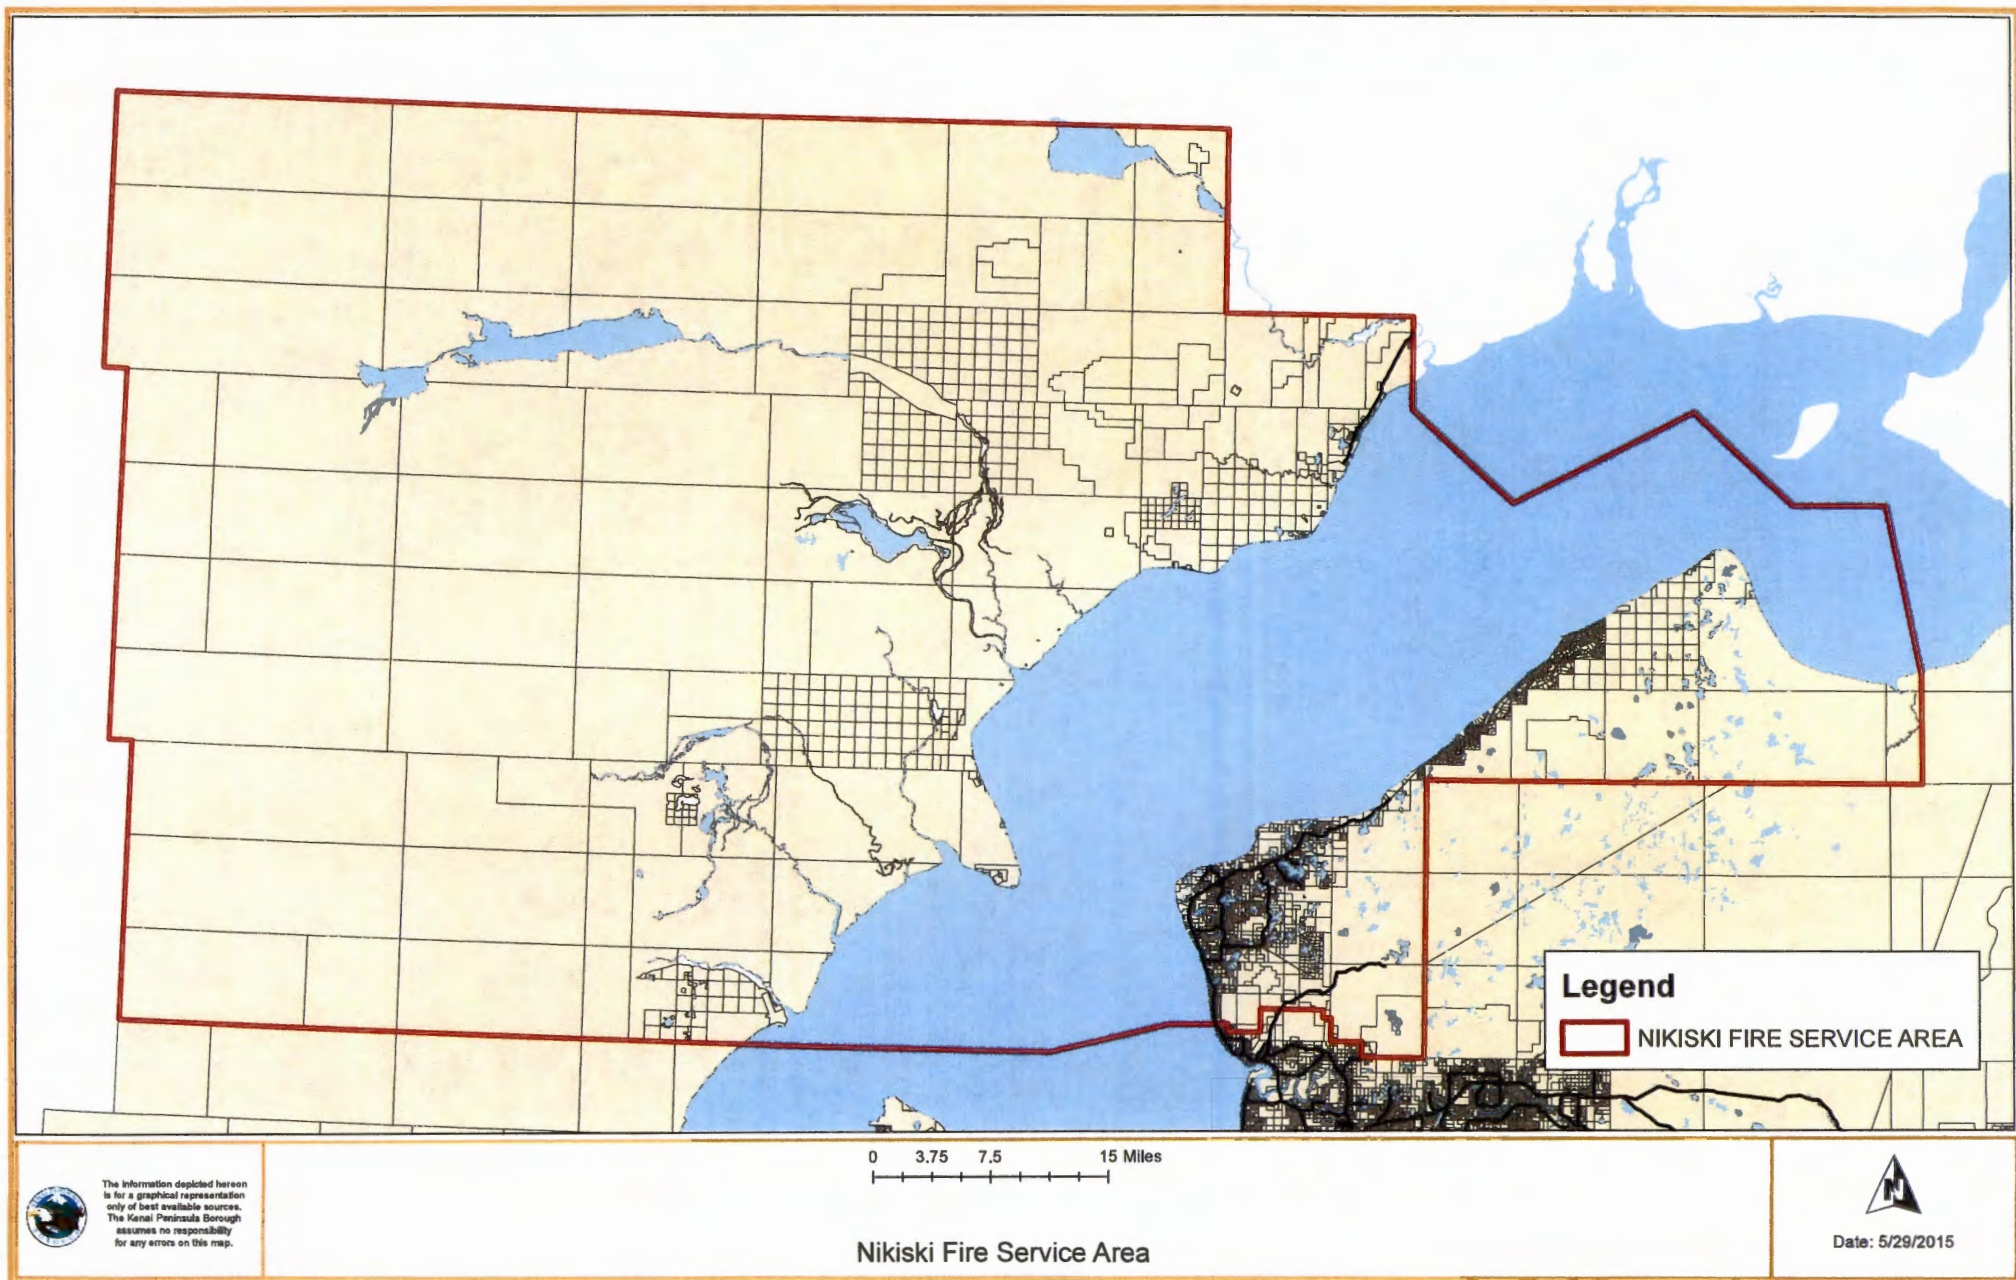 Legend
NIKISKI FIRE SERVICE AREA
The information depicted hereon
is for a graphical representation
only of best available sources.
The Kenai Peninsula Borough
assumes no responsibility
for any errors on this map.
0 3.75 7.5 15 Miles
Nikiski Fire Service Area
N
Date: 5/29/2015